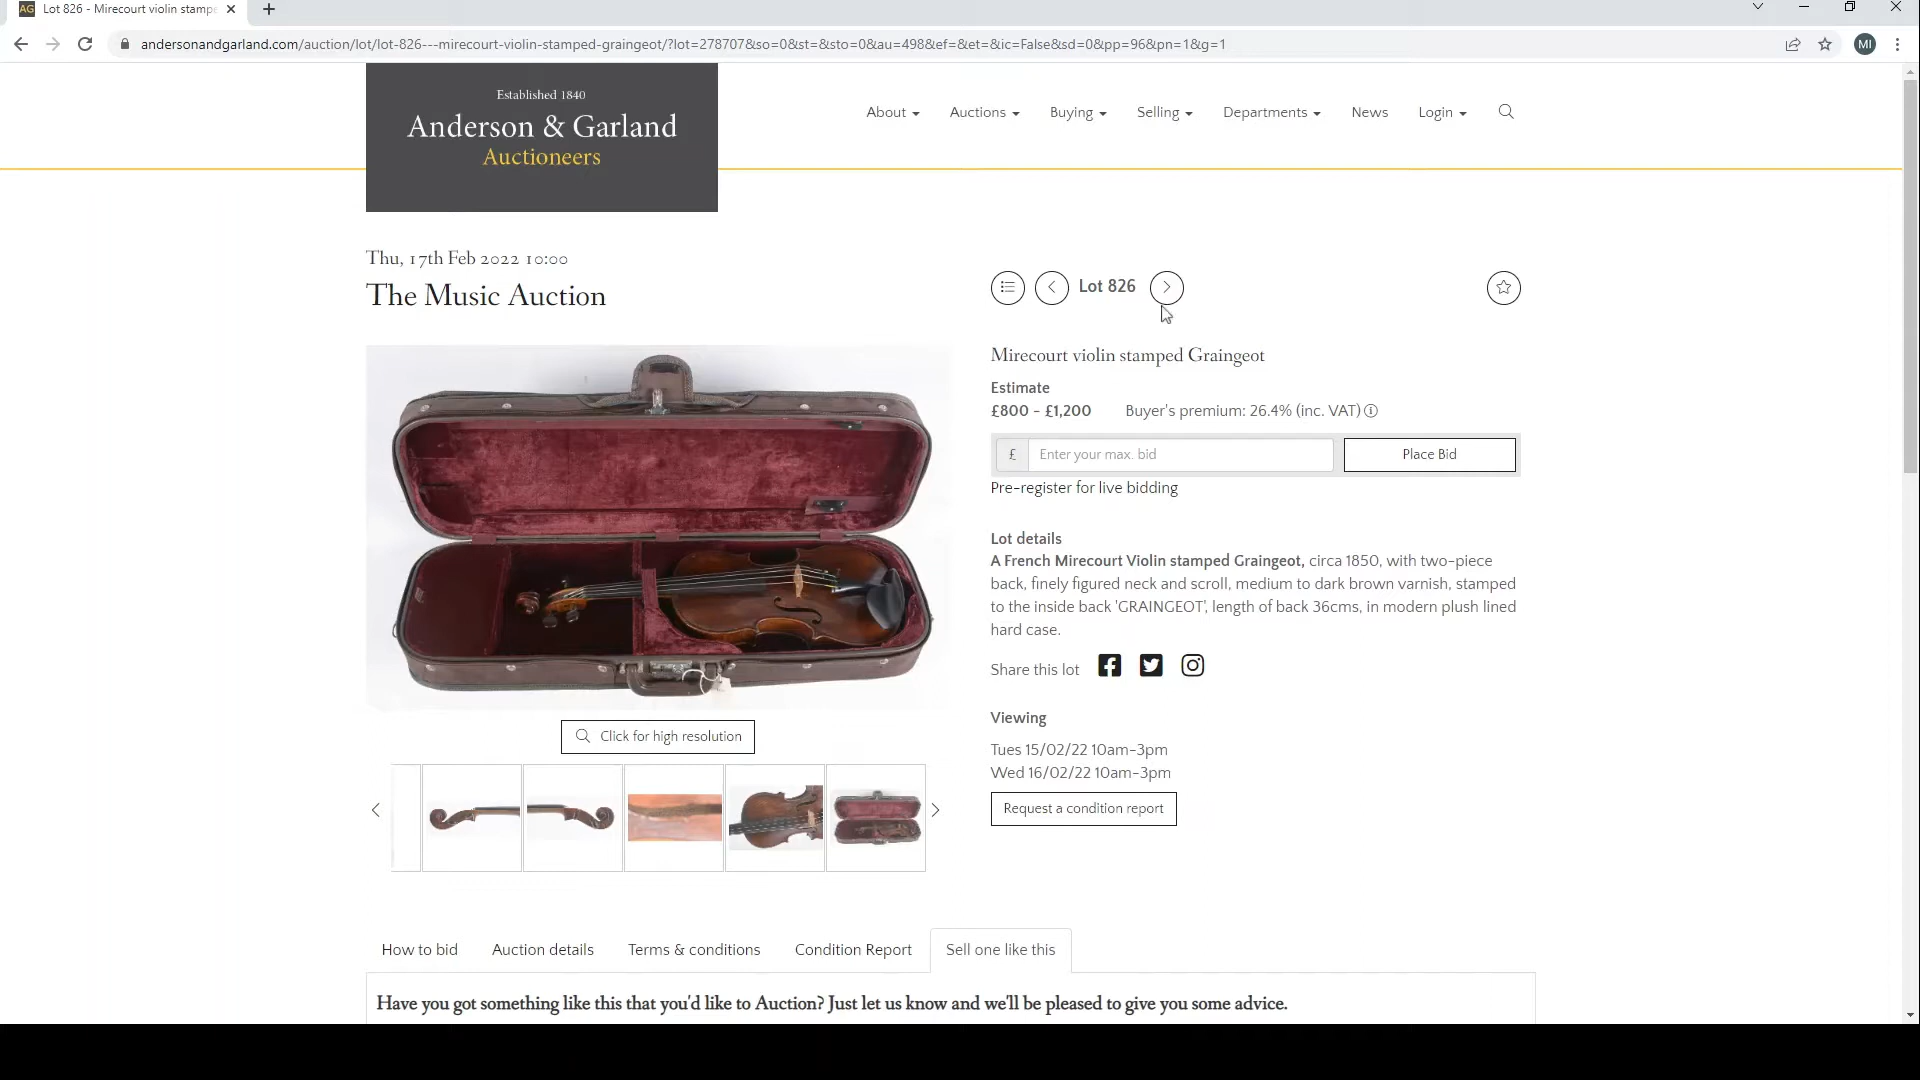 Lot 826 - Mirecourt violin stampe
andersonandgarland.com/auction/lot/lot-826---mirecourt-violin-stamped-graingeot/?lot=278707&so=0&st=&sto=0&au=498&ef=&et=&ic=False&sd=0&pp=96&pn=1&g=1
MI
Established 1840
Anderson & Garland
Auctioneers
About
Auctions
Buying
Selling
Departments
News
Login
Thu, 17th Feb 2022 10:00
The Music Auction
Lot 826
Mirecourt violin stamped Graingeot
Estimate
£800 - £1,200
Buyer's premium: 26.4% (inc. VAT)
£
Enter your max. bid
Place Bid
Pre-register for live bidding
Lot details
A French Mirecourt Violin stamped Graingeot, circa 1850, with two-piece
back, finely figured neck and scroll, medium to dark brown varnish, stamped
to the inside back 'GRAINGEOT', length of back 36cms, in modern plush lined
hard case.
Share this lot
Click for high resolution
Viewing
Tues 15/02/22 10am-3pm
Wed 16/02/22 10am-3pm
Request a condition report
How to bid
Auction details
Terms & conditions
Condition Report
Sell one like this
Have you got something like this that you'd like to Auction? Just let us know and we'll be pleased to give you some advice.